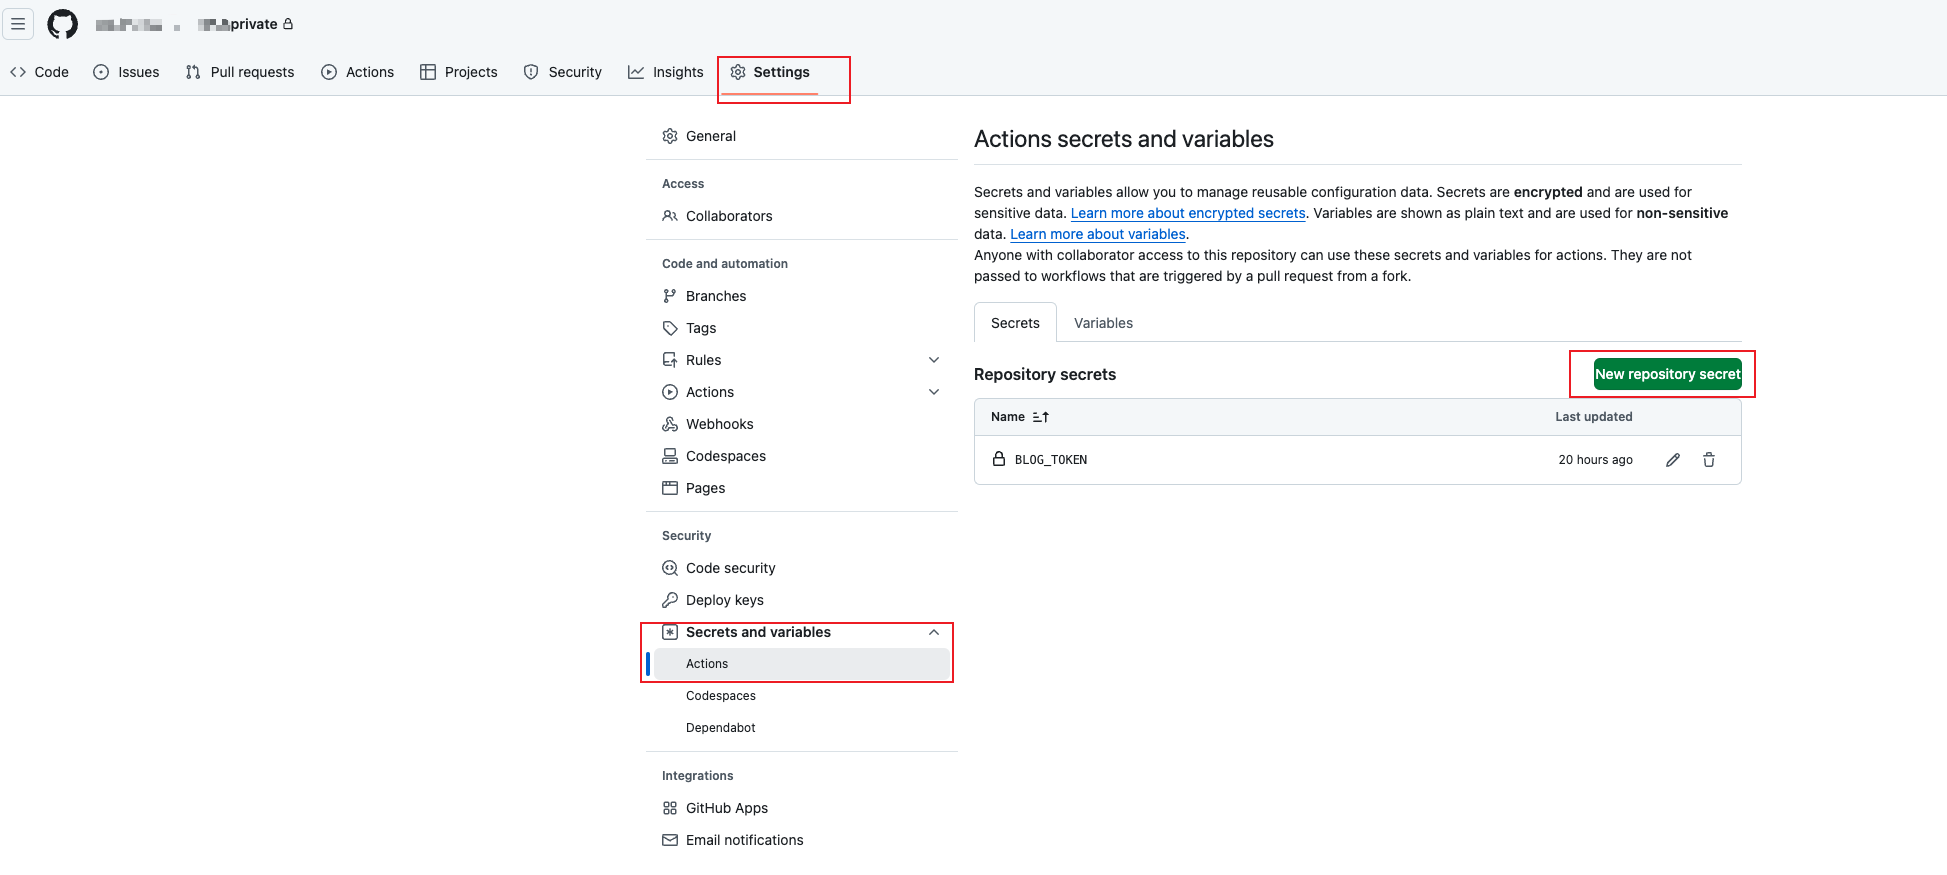 private
Code Issues Pull requests Actions Projects Security Insights Settings
General
Access
Collaborators
Code and automation
Branches
Tags
Rules
Actions
Webhooks
Codespaces
Pages
Security
Code security
Deploy keys
Secrets and variables
Actions
Codespaces
Dependabot
Integrations
GitHub Apps
Email notifications
Actions secrets and variables
Secrets and variables allow you to manage reusable configuration data. Secrets are encrypted and are used for
sensitive data. Learn more about encrypted secrets. Variables are shown as plain text and are used for non-sensitive
data. Learn more about variables.
Anyone with collaborator access to this repository can use these secrets and variables for actions. They are not
passed to workflows that are triggered by a pull request from a fork.
Secrets Variables
Repository secrets New repository secret
Name Last updated
BLOG_TOKEN 20 hours ago